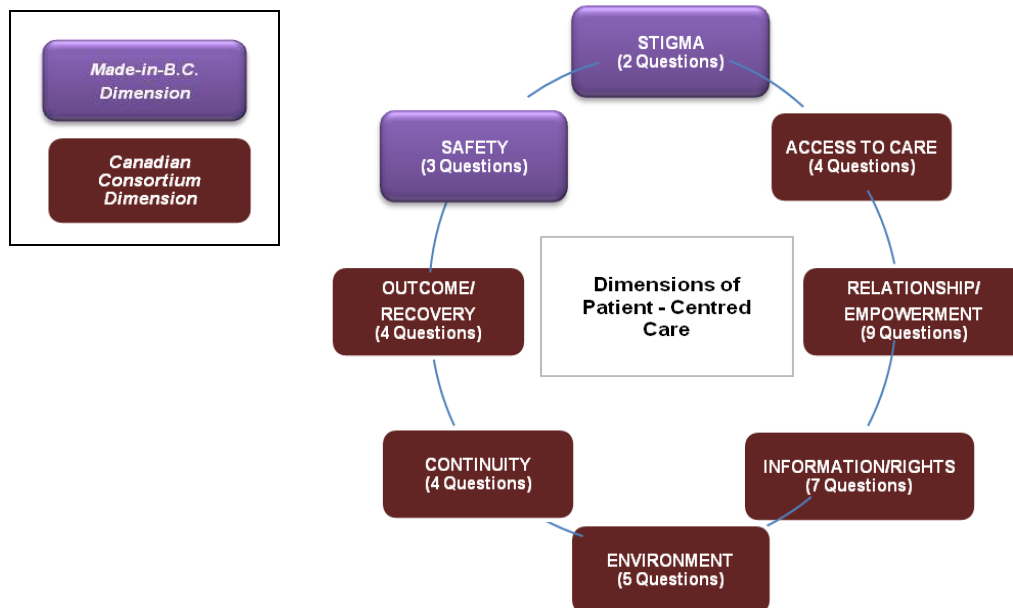 Made-in-B.C.
Dimension
Canadian
Consortium
Dimension
STIGMA
(2 Questions)
SAFETY
(3 Questions)
ACCESS TO CARE
(4 Questions)
OUTCOME/
RECOVERY
(4 Questions)
Dimensions of
Patient - Centred
Care
RELATIONSHIP/
EMPOWERMENT
(9 Questions)
CONTINUITY
(4 Questions)
INFORMATION/RIGHTS
(7 Questions)
ENVIRONMENT
(5 Questions)